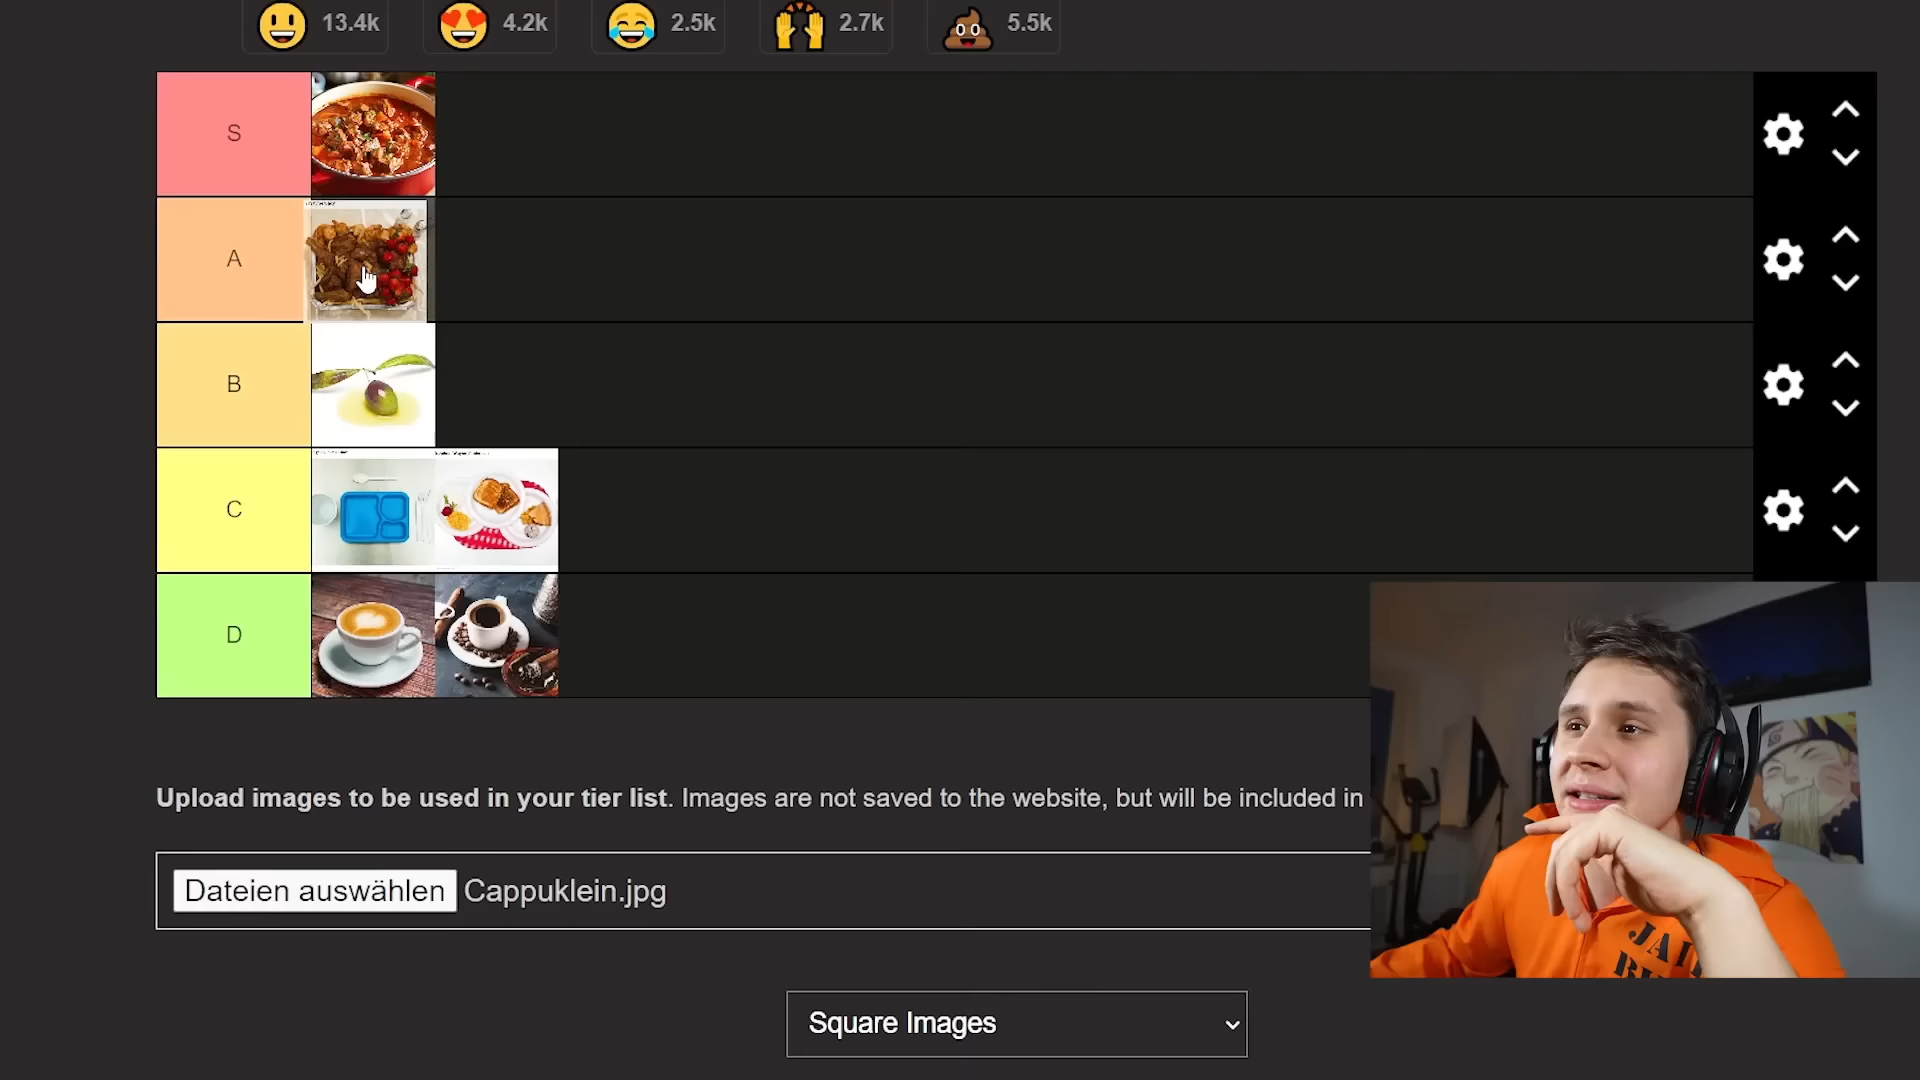 13.4k 4.2k 2.5k 2.7k 5.5k
S
A
B
C
D
Upload images to be used in your tier list. Images are not saved to the website, but will be included in
Dateien auswählen Cappuklein.jpg
Square Images